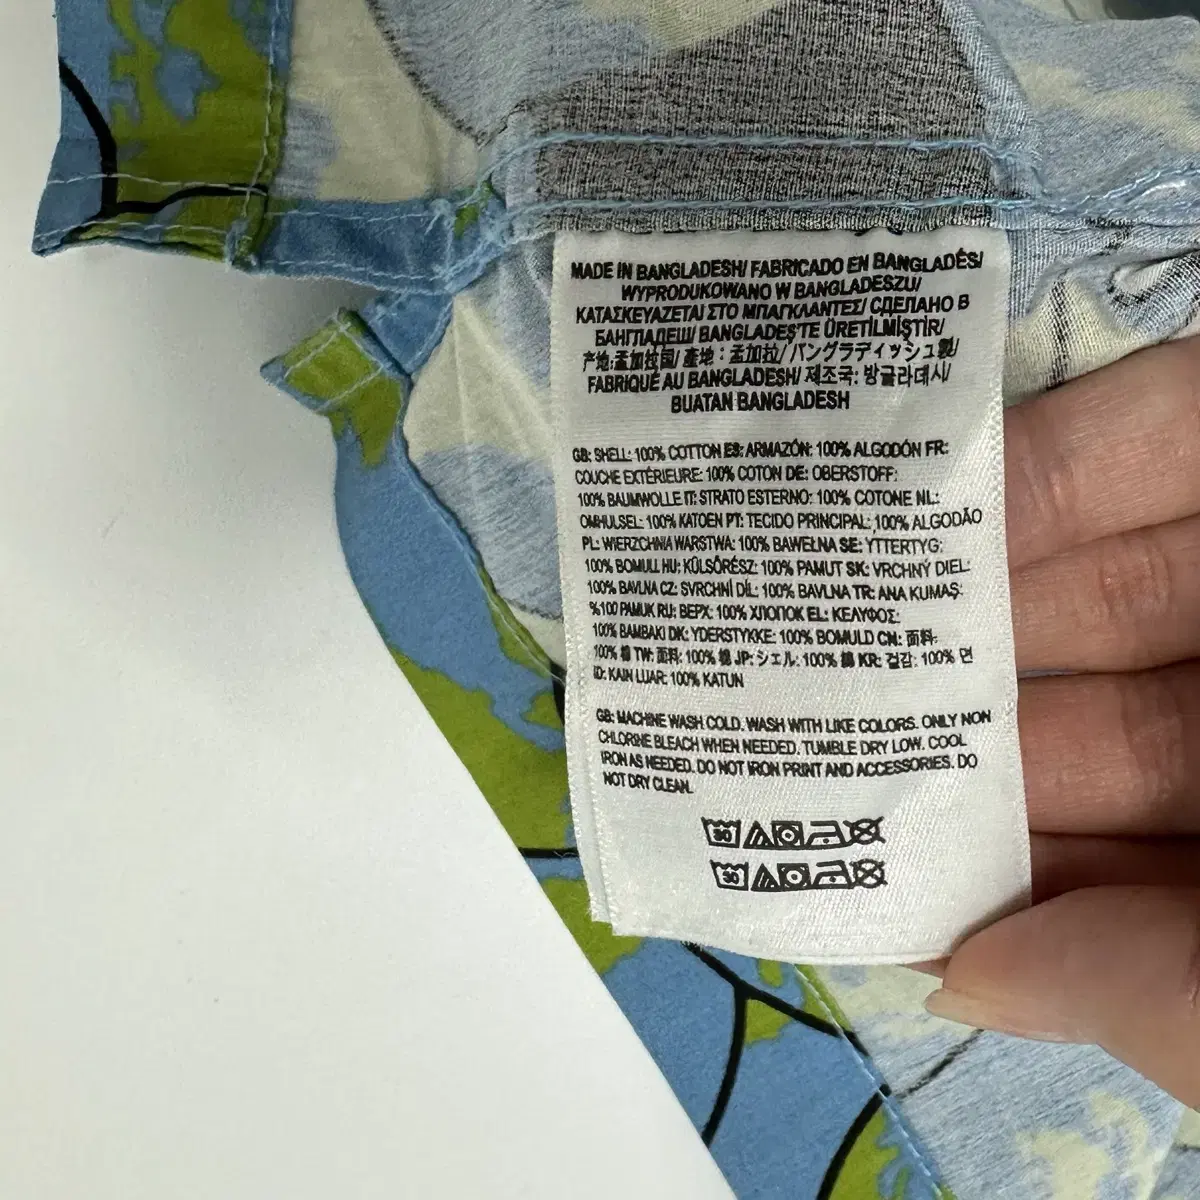 MADE IN BANGLADESH/ FABRICADO EN BANGLADÉS/
WYPRODUKOWANO W BANGLADESZU/
ΚΑΤΑΣΚΕΥΑΖΕΤΑΙ ΣΤΟ ΜΠΑΓΚΛΑΝΤΕΣ/ СДЕЛАНО В
БАНГЛАДЕШ/ BANGLADEŞ'TE ÜRETİLMİŞTİR/
产地:孟加拉国/ 產地：孟加拉/ バングラディッシュ製/
FABRIQUÉ AU BANGLADESH/ 제조국: 방글라데시/
BUATAN BANGLADESH
GB: SHELL: 100% COTTON ES: ARMAZÓN: 100% ALGODÓN FR:
COUCHE EXTÉRIEURE: 100% COTON DE: OBERSTOFF:
100% BAUMWOLLE IT: STRATO ESTERNO: 100% COTONE NL:
OMHULSEL: 100% KATOEN PT: TECIDO PRINCIPAL: 100% ALGODÃO
PL: WIERZCHNIA WARSTWA: 100% BAWEŁNA SE: YTTERTYG:
100% BOMULL HU: KÜLSŐRÉSZ: 100% PAMUT SK: VRCHNÝ DIEL:
100% BAVLNA CZ: SVRCHNÍ DÍL: 100% BAVLNA TR: ANA KUMAŞ:
%100 PAMUK RU: ВЕРХ: 100% ХЛОПОК EL: ΚΕΛΥΦΟΣ:
100% ΒΑΜΒΑΚΙ DK: YDERSTYKKE: 100% BOMULD CN: 面料:
100% 棉 TW: 面料: 100% 棉 JP: シェル: 100% 綿 KR: 겉감: 100% 면
ID: KAIN LUAR: 100% KATUN
GB: MACHINE WASH COLD. WASH WITH LIKE COLORS. ONLY NON
CHLORINE BLEACH WHEN NEEDED. TUMBLE DRY LOW. COOL
IRON AS NEEDED. DO NOT IRON PRINT AND ACCESSORIES. DO
NOT DRY CLEAN.
30
30